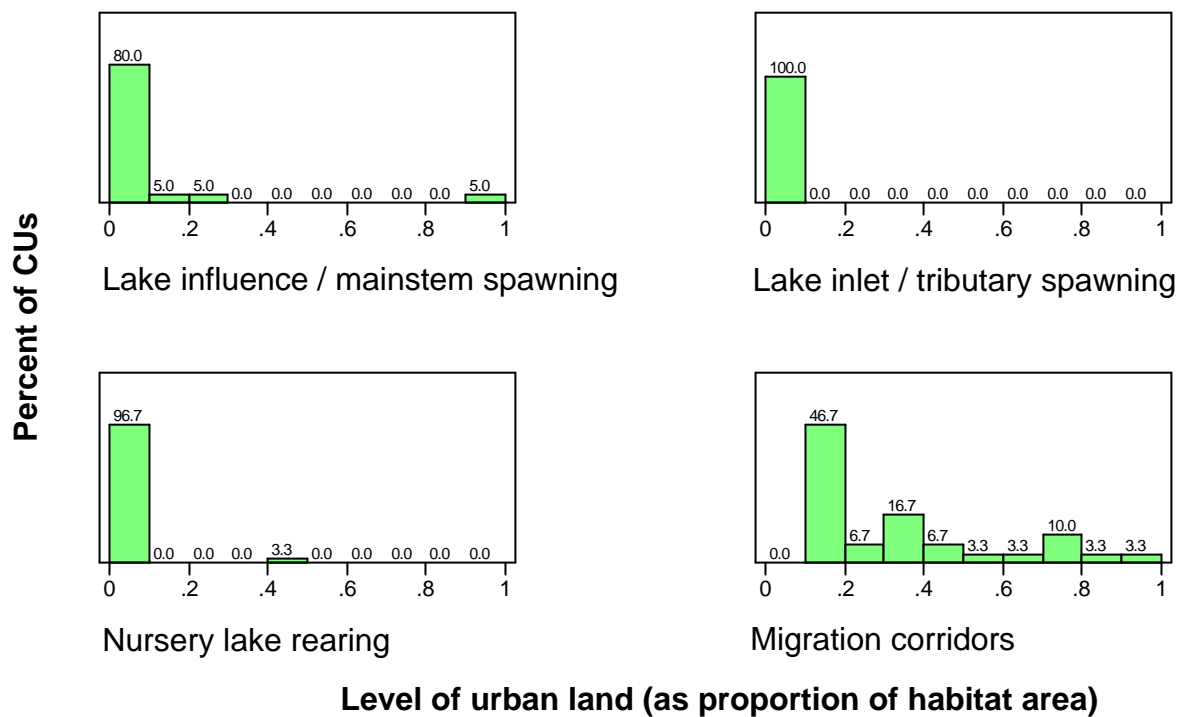 80.0
5.0 5.0 0.0 0.0 0.0 0.0 0.0 0.0 5.0
0 .2 .4 .6 .8 1
Lake influence / mainstem spawning
100.0
0.0 0.0 0.0 0.0 0.0 0.0 0.0 0.0 0.0
0 .2 .4 .6 .8 1
Lake inlet / tributary spawning
Percent of CUs
96.7
0.0 0.0 0.0 3.3 0.0 0.0 0.0 0.0 0.0
0 .2 .4 .6 .8 1
Nursery lake rearing
0.0 46.7 6.7 16.7 6.7 3.3 3.3 10.0 3.3 3.3
0 .2 .4 .6 .8 1
Migration corridors
Level of urban land (as proportion of habitat area)